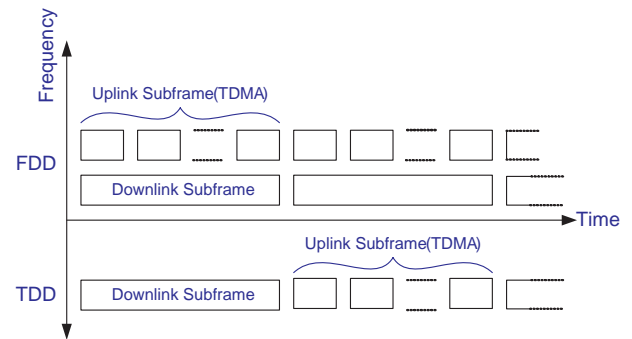 Frequency
Uplink Subframe(TDMA)
FDD
Downlink Subframe
Time
Uplink Subframe(TDMA)
TDD
Downlink Subframe